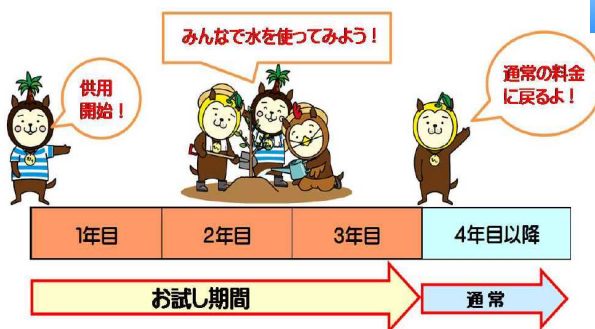 みんなで水を使ってみよう！
供用
開始！
通常の料金
に戻るよ！
1年目
2年目
3年目
4年目以降
お試し期間
通常